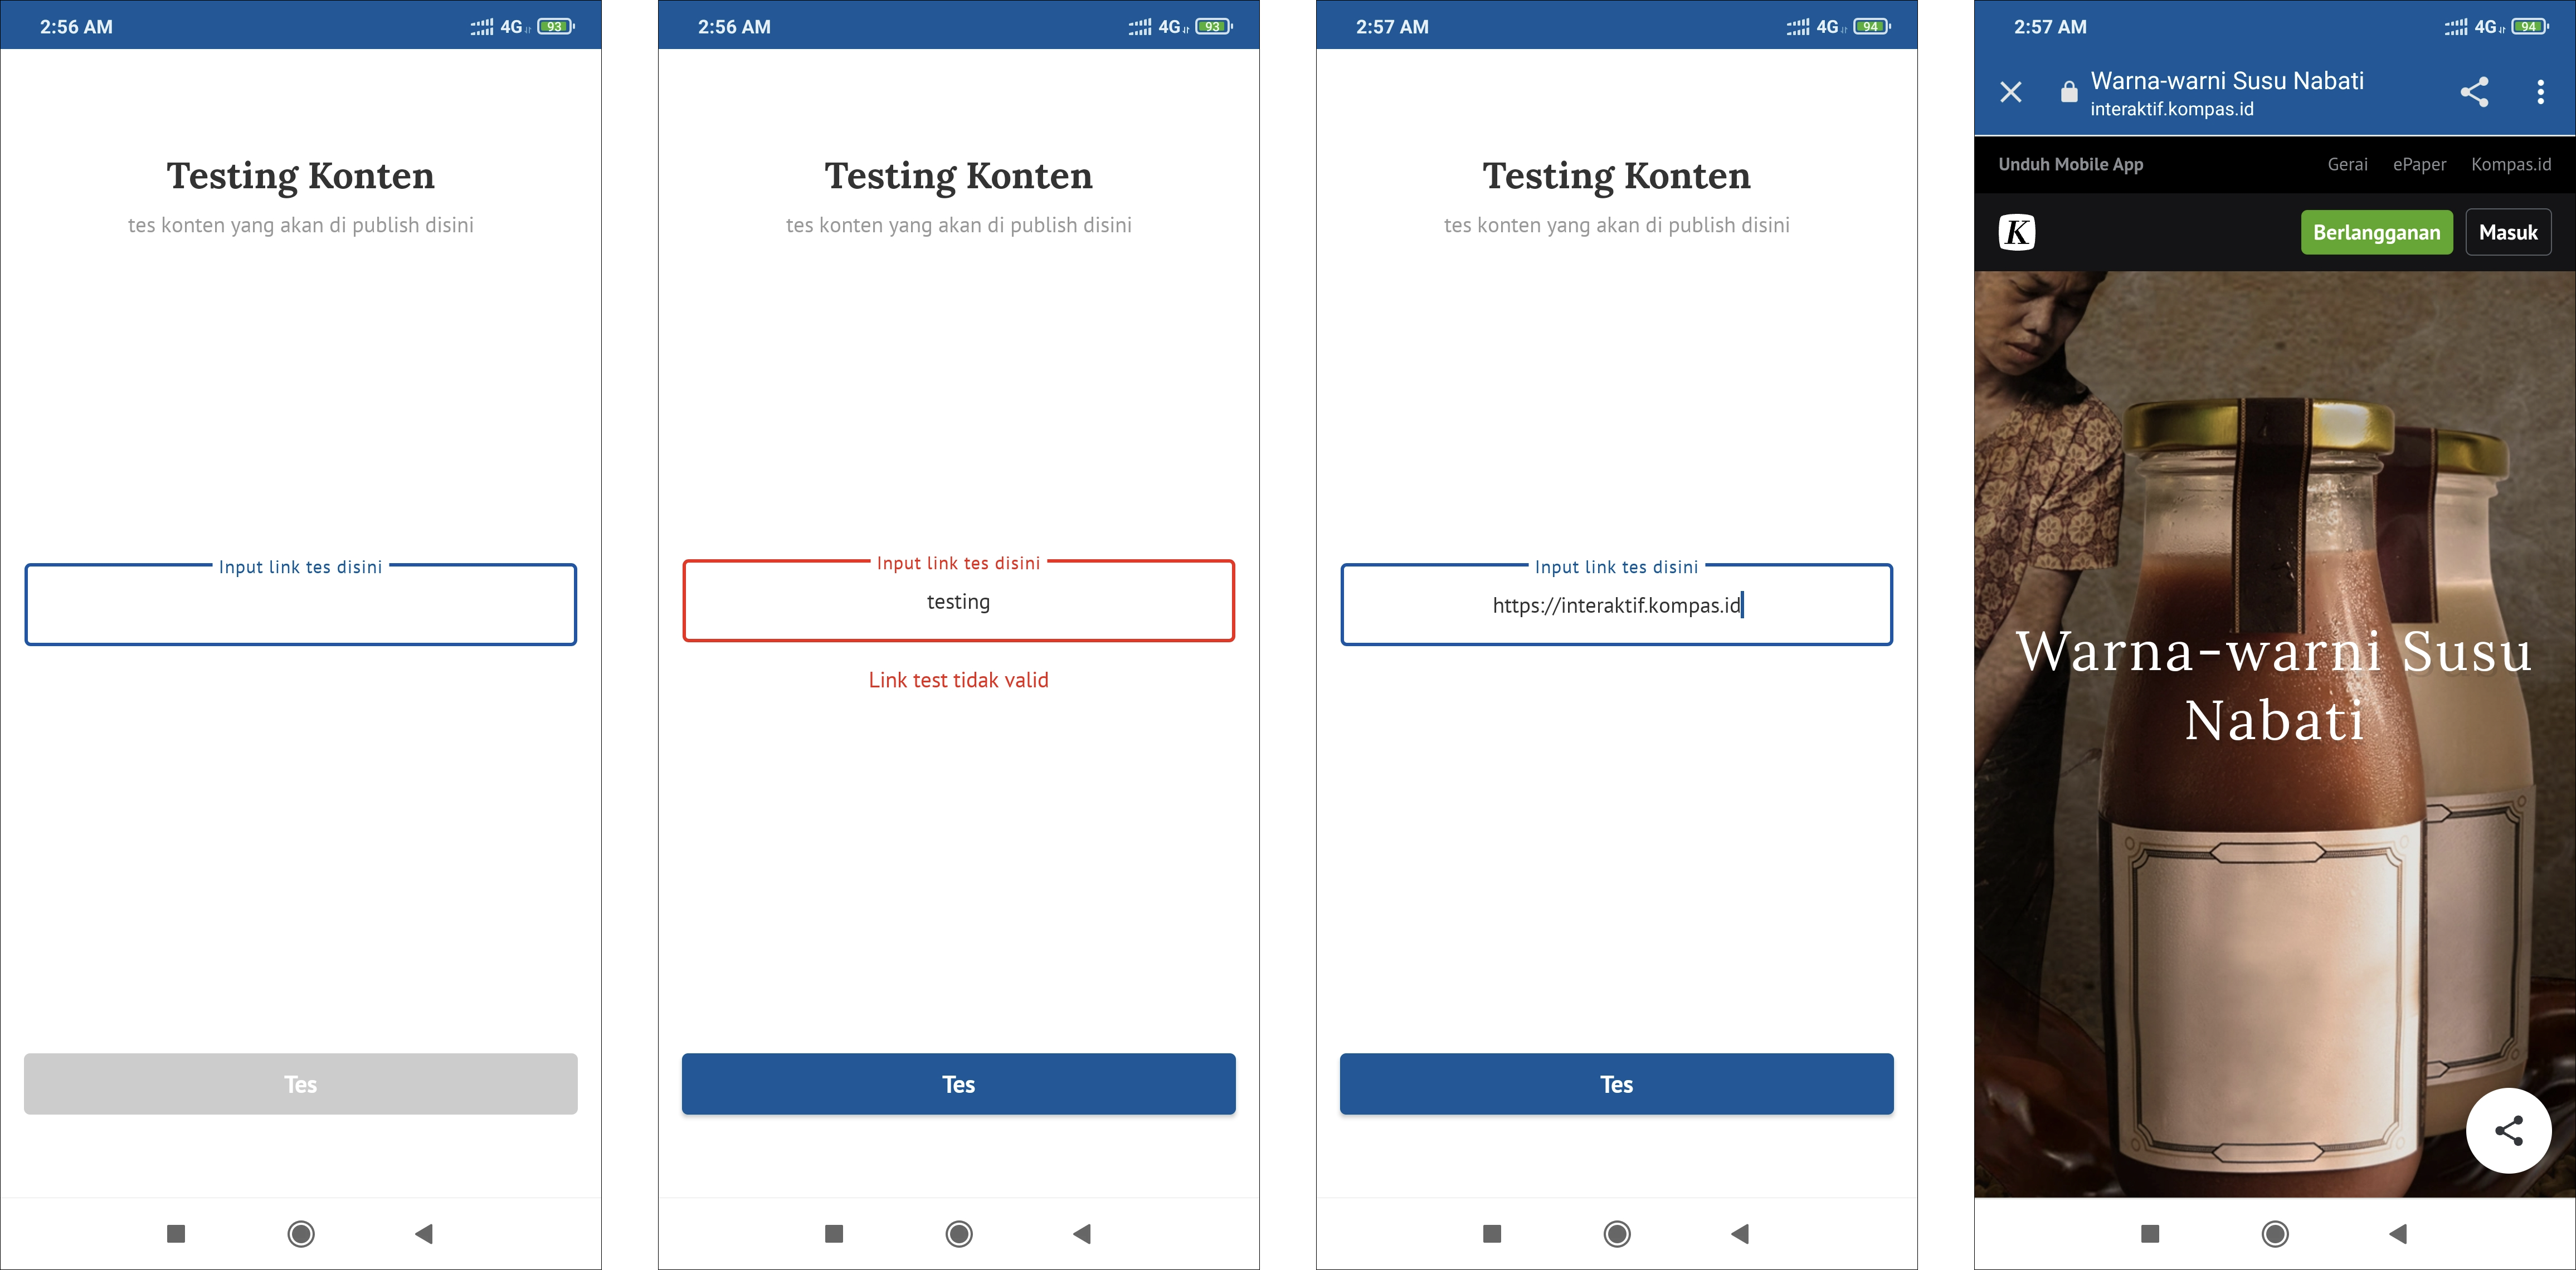 2:56 AM
4G 93
Testing Konten
tes konten yang akan di publish disini
Input link tes disini
Tes
2:56 AM
4G 93
Testing Konten
tes konten yang akan di publish disini
Input link tes disini
testing
Link test tidak valid
Tes
2:57 AM
4G 94
Testing Konten
tes konten yang akan di publish disini
Input link tes disini
https://interaktif.kompas.id
Tes
2:57 AM
4G 94
Warna-warni Susu Nabati
interaktif.kompas.id
Unduh Mobile App Gerai ePaper Kompas.id
K Berlangganan Masuk
Warna-warni Susu
Nabati